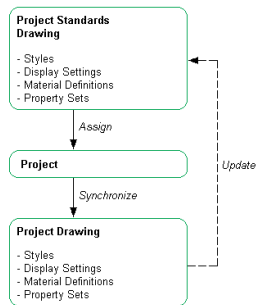 Project Standards
Drawing
- Styles
- Display Settings
- Material Definitions
- Property Sets
Assign
Project
Update
Synchronize
Project Drawing
- Styles
- Display Settings
- Material Definitions
- Property Sets